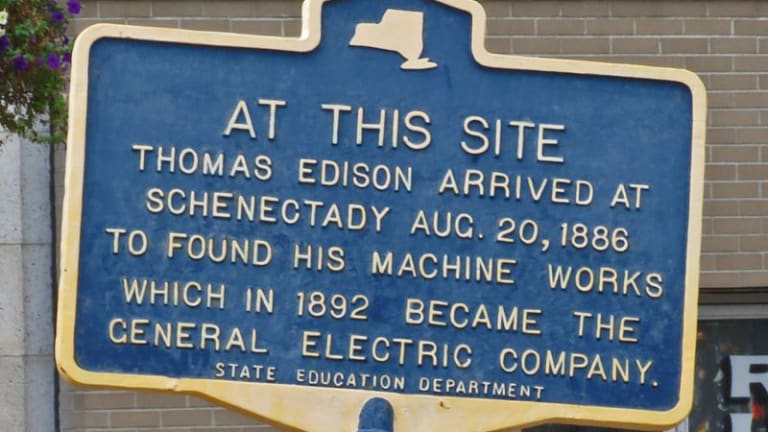 AT THIS SITE
THOMAS EDISON ARRIVED AT
SCHENECTADY AUG. 20, 1886
TO FOUND HIS MACHINE WORKS
WHICH IN 1892 BECAME THE
GENERAL ELECTRIC COMPANY.
STATE EDUCATION DEPARTMENT